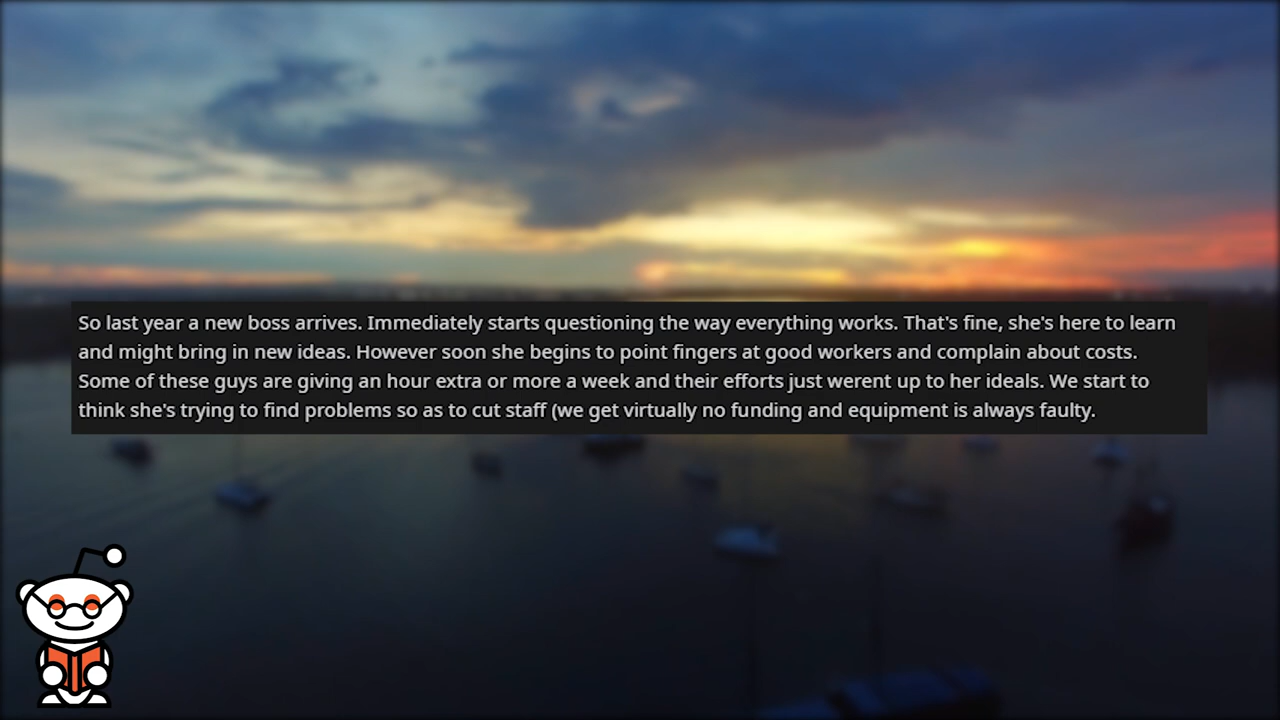 So last year a new boss arrives. Immediately starts questioning the way everything works. That's fine, she's here to learn
and might bring in new ideas. However soon she begins to point fingers at good workers and complain about costs.
Some of these guys are giving an hour extra or more a week and their efforts just werent up to her ideals. We start to
think she's trying to find problems so as to cut staff (we get virtually no funding and equipment is always faulty.